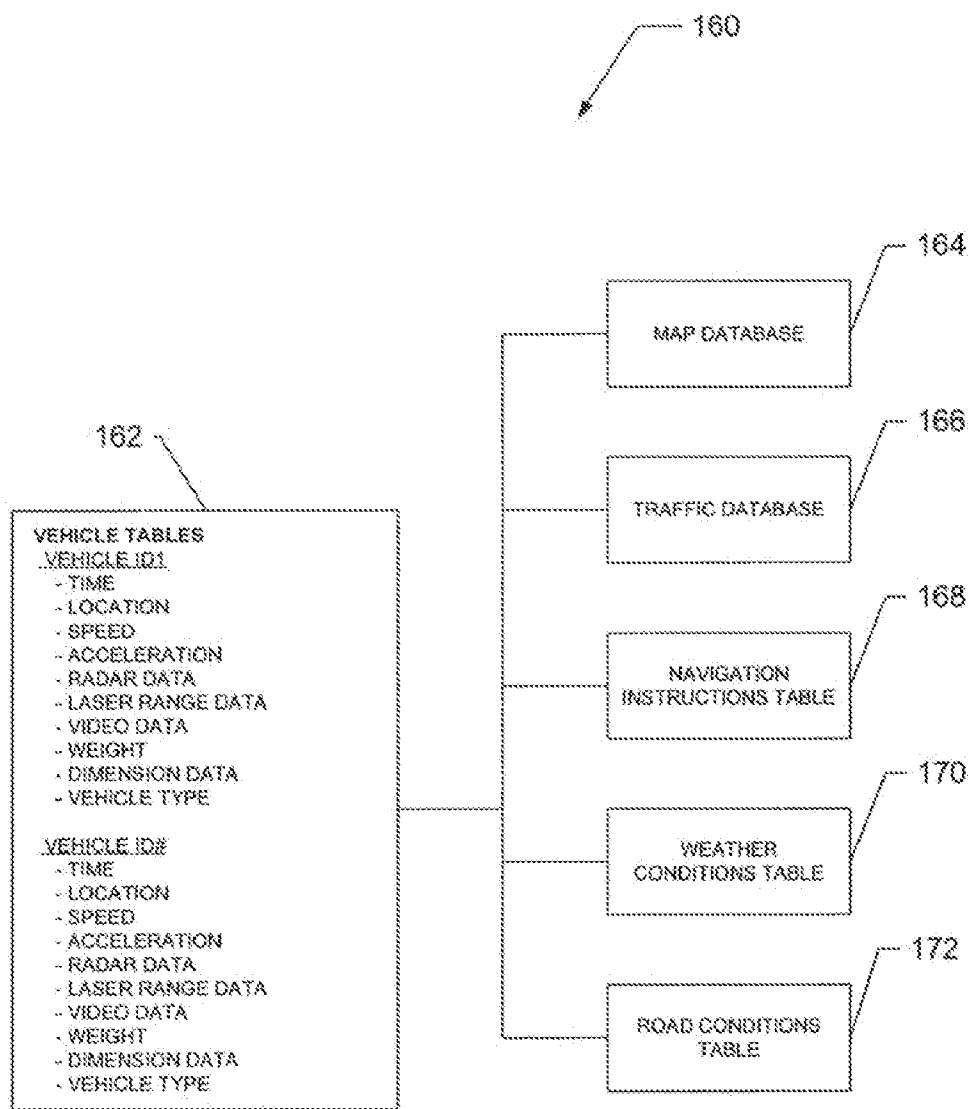 160
164
MAP DATABASE
162
166
TRAFFIC DATABASE
VEHICLE TABLES
VEHICLE ID1
- TIME
- LOCATION
- SPEED
- ACCELERATION
- RADAR DATA
- LASER RANGE DATA
- VIDEO DATA
- WEIGHT
- DIMENSION DATA
- VEHICLE TYPE
VEHICLE ID#
- TIME
- LOCATION
- SPEED
- ACCELERATION
- RADAR DATA
- LASER RANGE DATA
- VIDEO DATA
- WEIGHT
- DIMENSION DATA
- VEHICLE TYPE
168
NAVIGATION
INSTRUCTIONS TABLE
170
WEATHER
CONDITIONS TABLE
172
ROAD CONDITIONS
TABLE